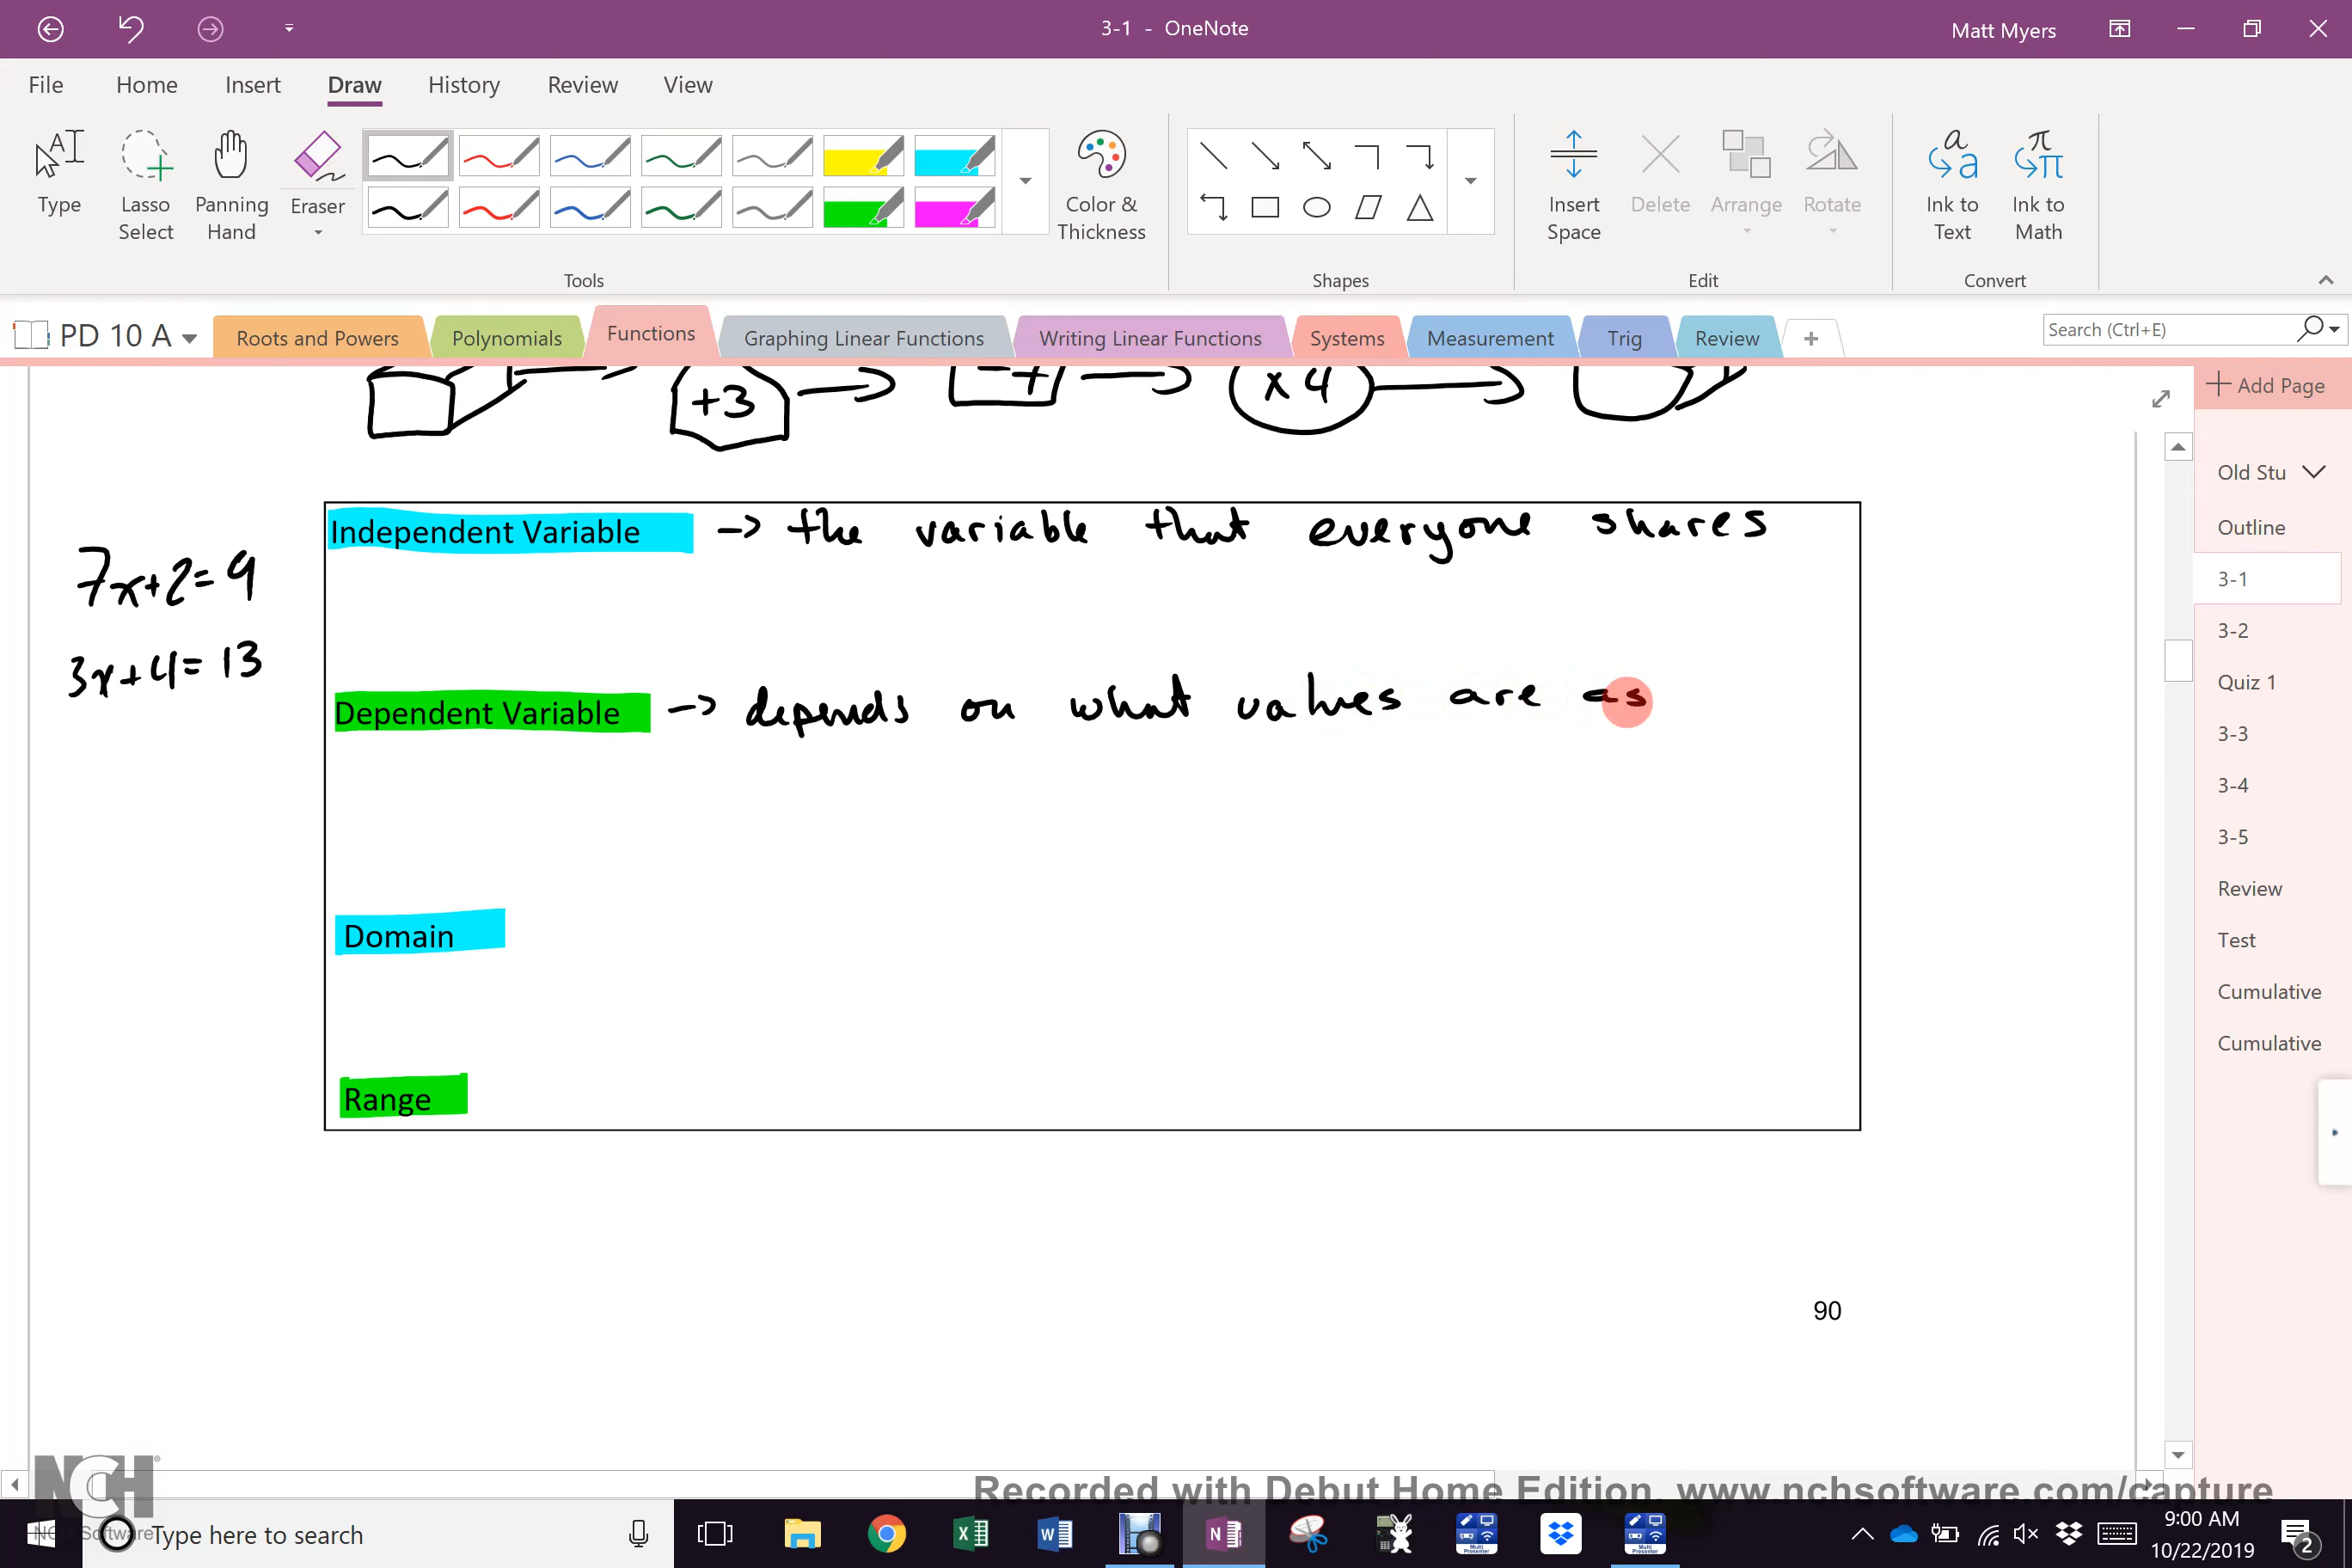 3-1 - OneNote
Matt Myers
File Home Insert Draw History Review View
Type
Lasso Select
Panning Hand
Eraser
Color & Thickness
Insert Space
Delete
Arrange
Rotate
Ink to Text
Ink to Math
Tools
Shapes
Edit
Convert
PD 10 A
Roots and Powers
Polynomials
Functions
Graphing Linear Functions
Writing Linear Functions
Systems
Measurement
Trig
Review
Search (Ctrl+E)
Add Page
Old Stu
Outline
3-1
3-2
Quiz 1
3-3
3-4
3-5
Review
Test
Cumulative
Cumulative
+3
x 4
Independent Variable -> the variable that everyone shares
7x+2=9
3x+4=13
Dependent Variable -> depends on what values are as
Domain
Range
90
NCH
NCH Software
Recorded with Debut Home Edition. www.nchsoftware.com/capture
Type here to search
9:00 AM
10/22/2019
2